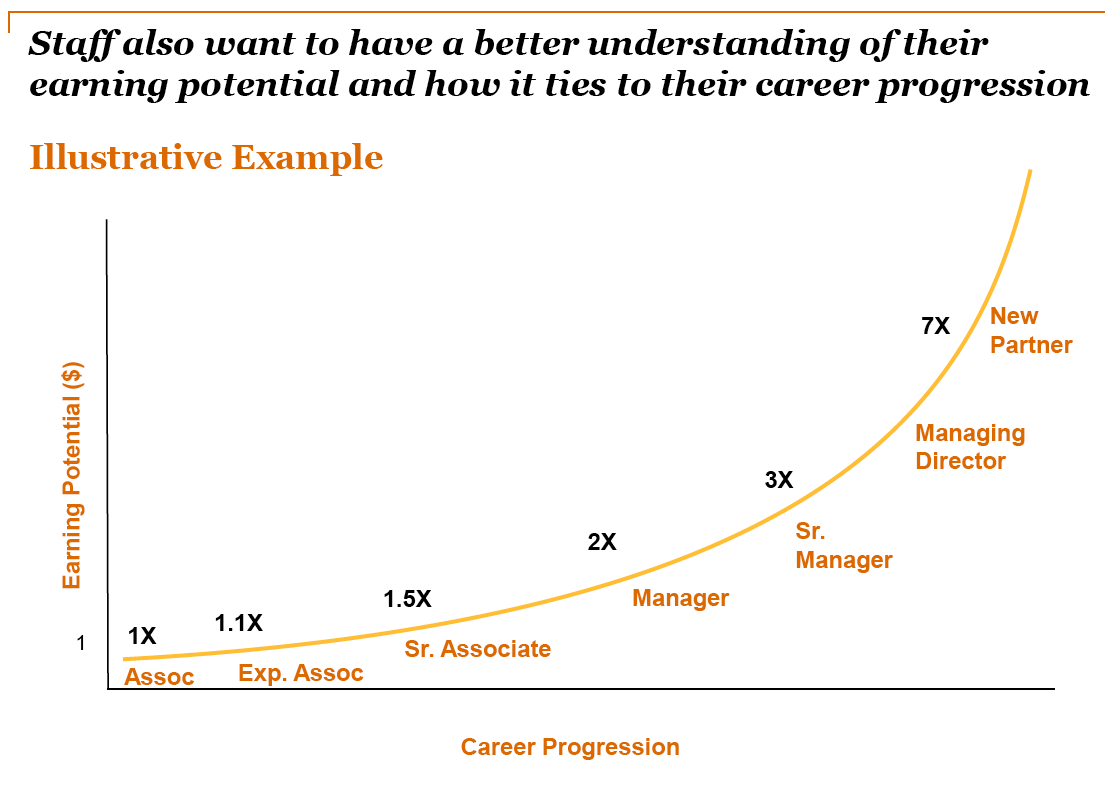 Staff also want to have a better understanding of their
earning potential and how it ties to their career progression
Illustrative Example
Earning Potential ($)
1
1X
Assoc
1.1X
Exp. Assoc
1.5X
Sr. Associate
2X
Manager
3X
Sr.
Manager
Managing
Director
7X
New
Partner
Career Progression